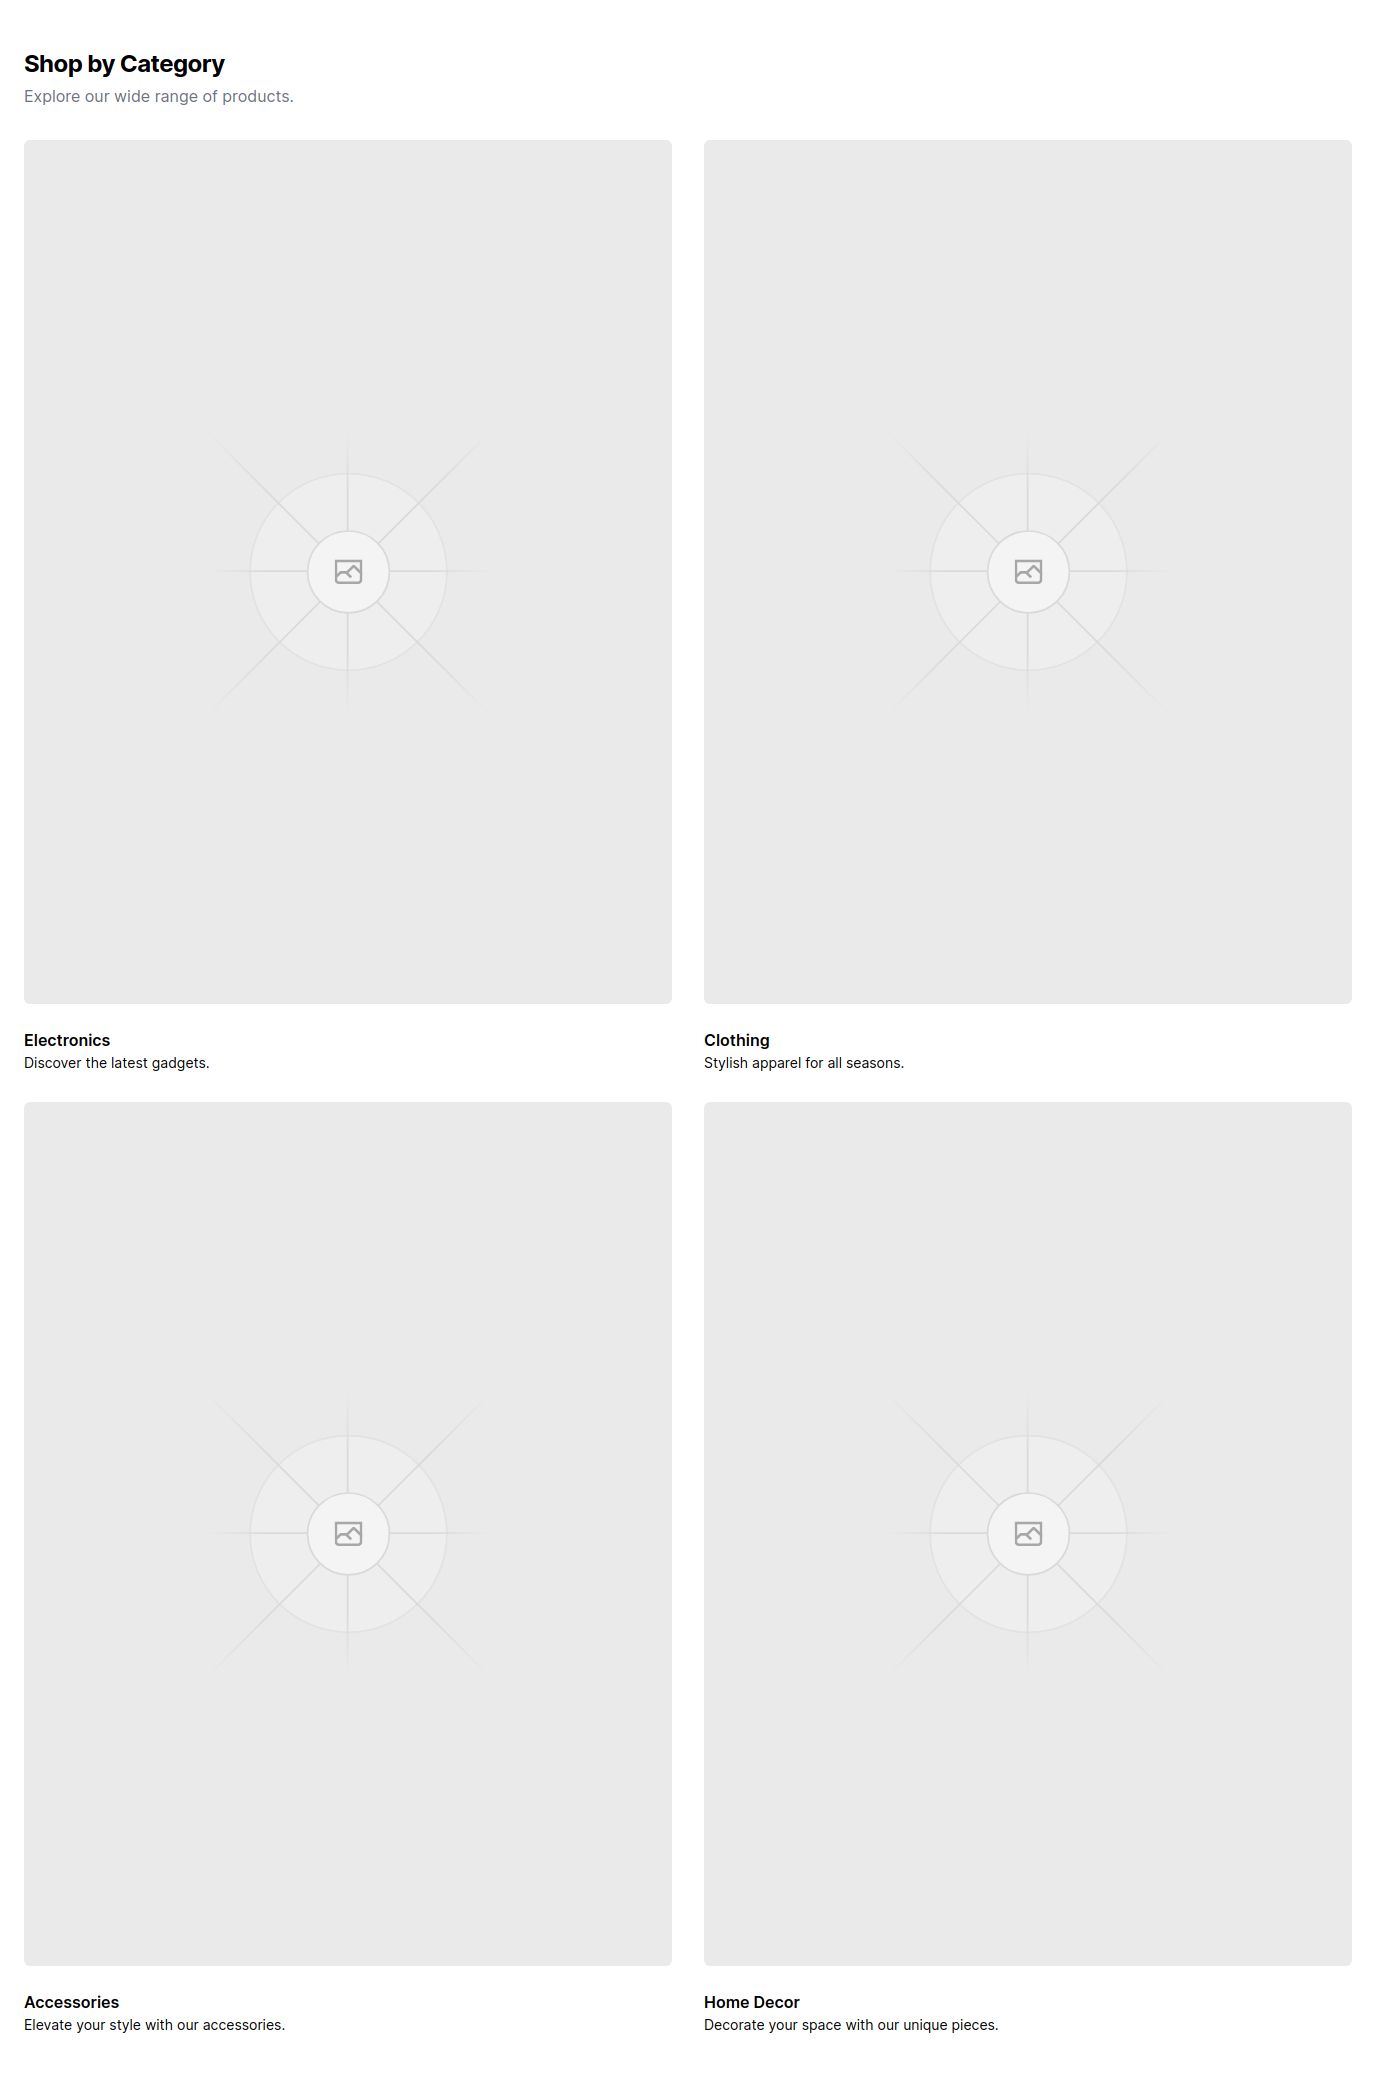 Shop by Category
Explore our wide range of products.
Electronics
Discover the latest gadgets.
Clothing
Stylish apparel for all seasons.
Accessories
Elevate your style with our accessories.
Home Decor
Decorate your space with our unique pieces.